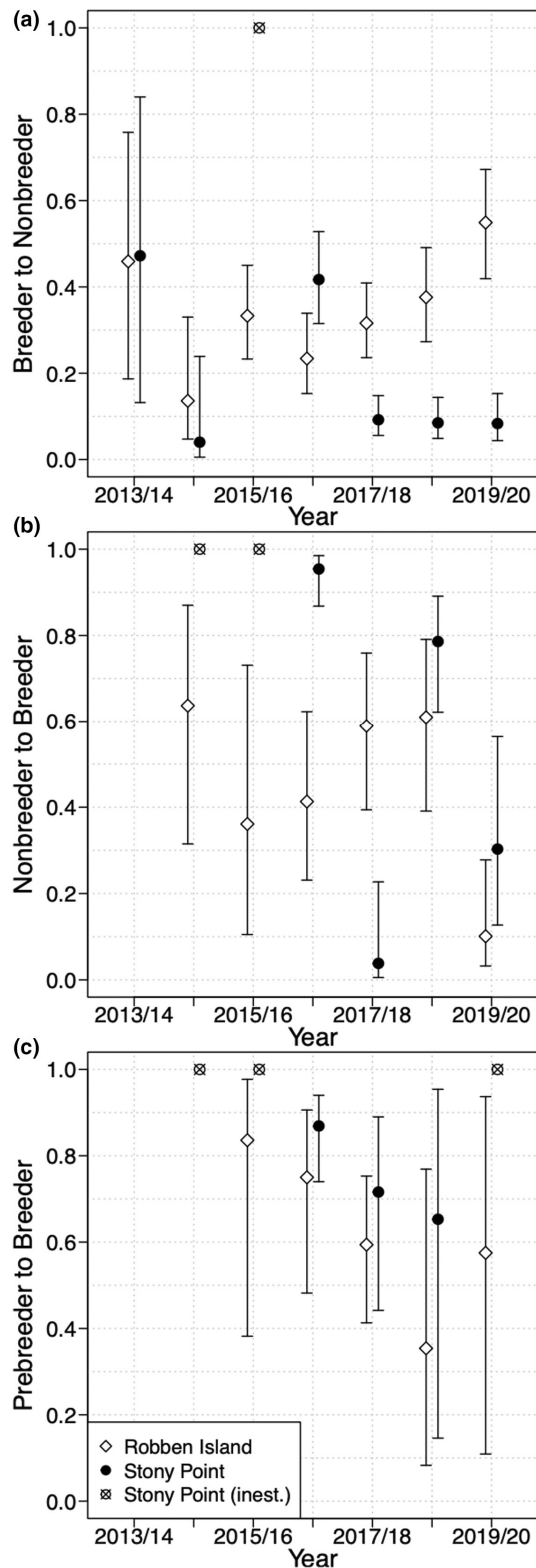 (a)
Breeder to Nonbreeder
1.0
0.8
0.6
0.4
0.2
0.0
2013/14 2015/16 2017/18 2019/20
Year
(b)
Nonbreeder to Breeder
1.0
0.8
0.6
0.4
0.2
0.0
2013/14 2015/16 2017/18 2019/20
Year
(c)
Prebreeder to Breeder
1.0
0.8
0.6
0.4
0.2
0.0
Robben Island
Stony Point
Stony Point (inest.)
2013/14 2015/16 2017/18 2019/20
Year